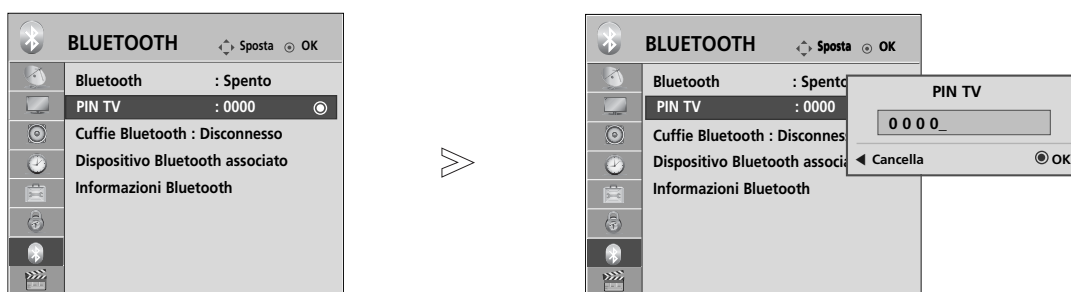 BLUETOOTH Sposta OK
Bluetooth : Spento
PIN TV : 0000
Cuffie Bluetooth : Disconnesso
Dispositivo Bluetooth associato
Informazioni Bluetooth
BLUETOOTH Sposta OK
Bluetooth : Spento
PIN TV : 0000
Cuffie Bluetooth : Disconnes
Dispositivo Bluetooth associa
Informazioni Bluetooth
PIN TV
0 0 0 0_
Cancella OK